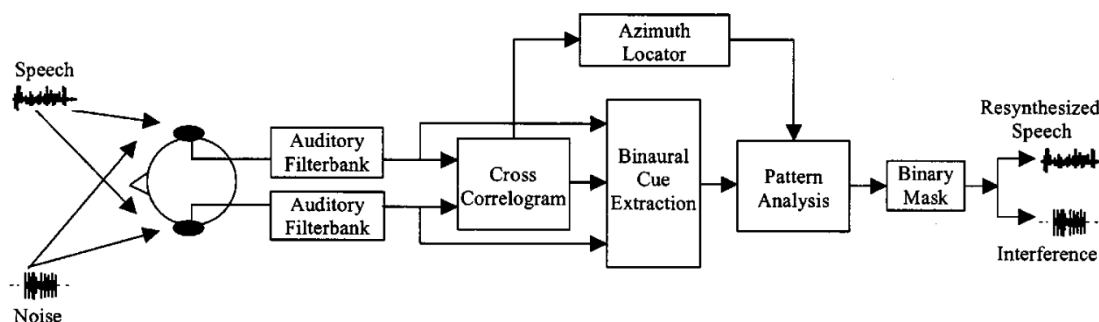 Speech
Noise
Auditory
Filterbank
Auditory
Filterbank
Cross
Correlogram
Azimuth
Locator
Binaural
Cue
Extraction
Pattern
Analysis
Binary
Mask
Resynthesized
Speech
Interference